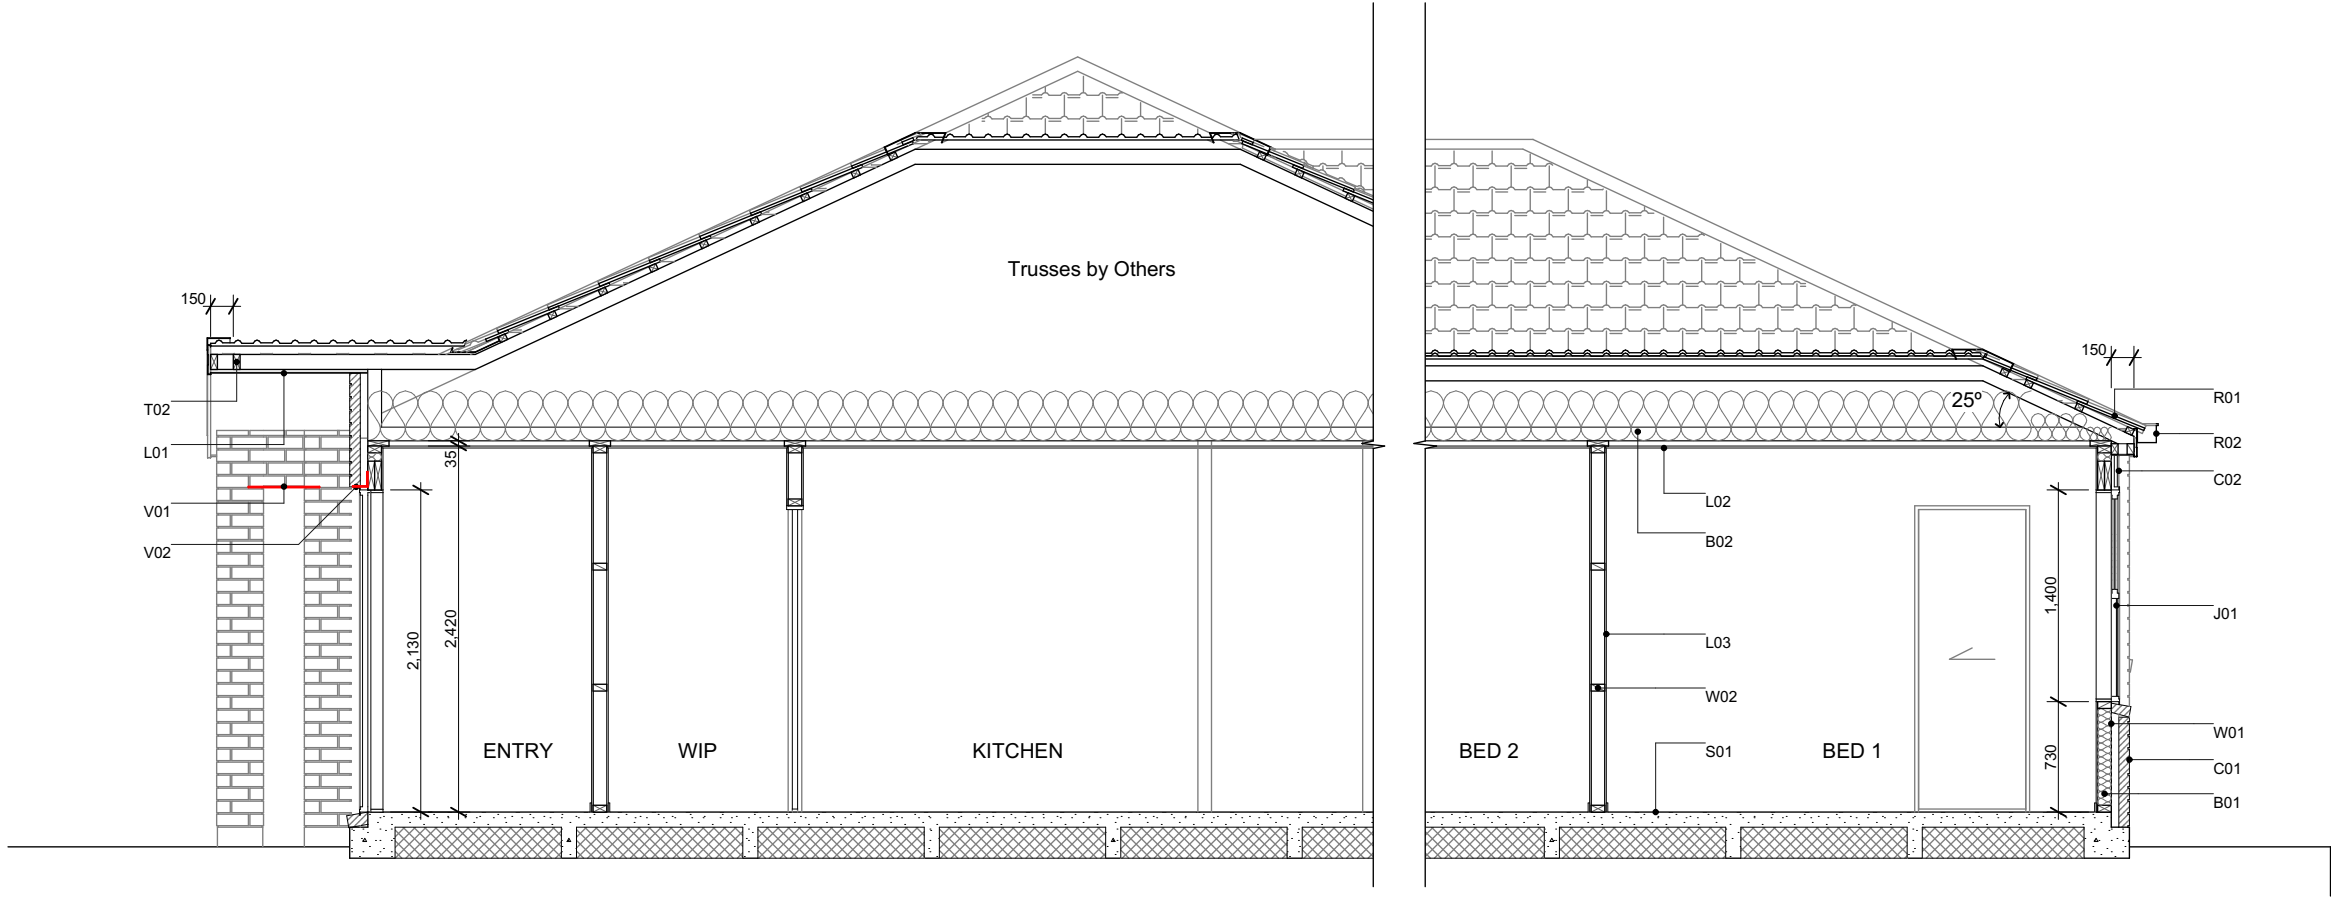 Trusses by Others
150
150
T02
R01
25°
L01
R02
35
C02
V01
L02
V02
B02
1,400
J01
2,420
2,130
L03
W02
ENTRY
WIP
KITCHEN
BED 2
S01
BED 1
730
W01
C01
B01